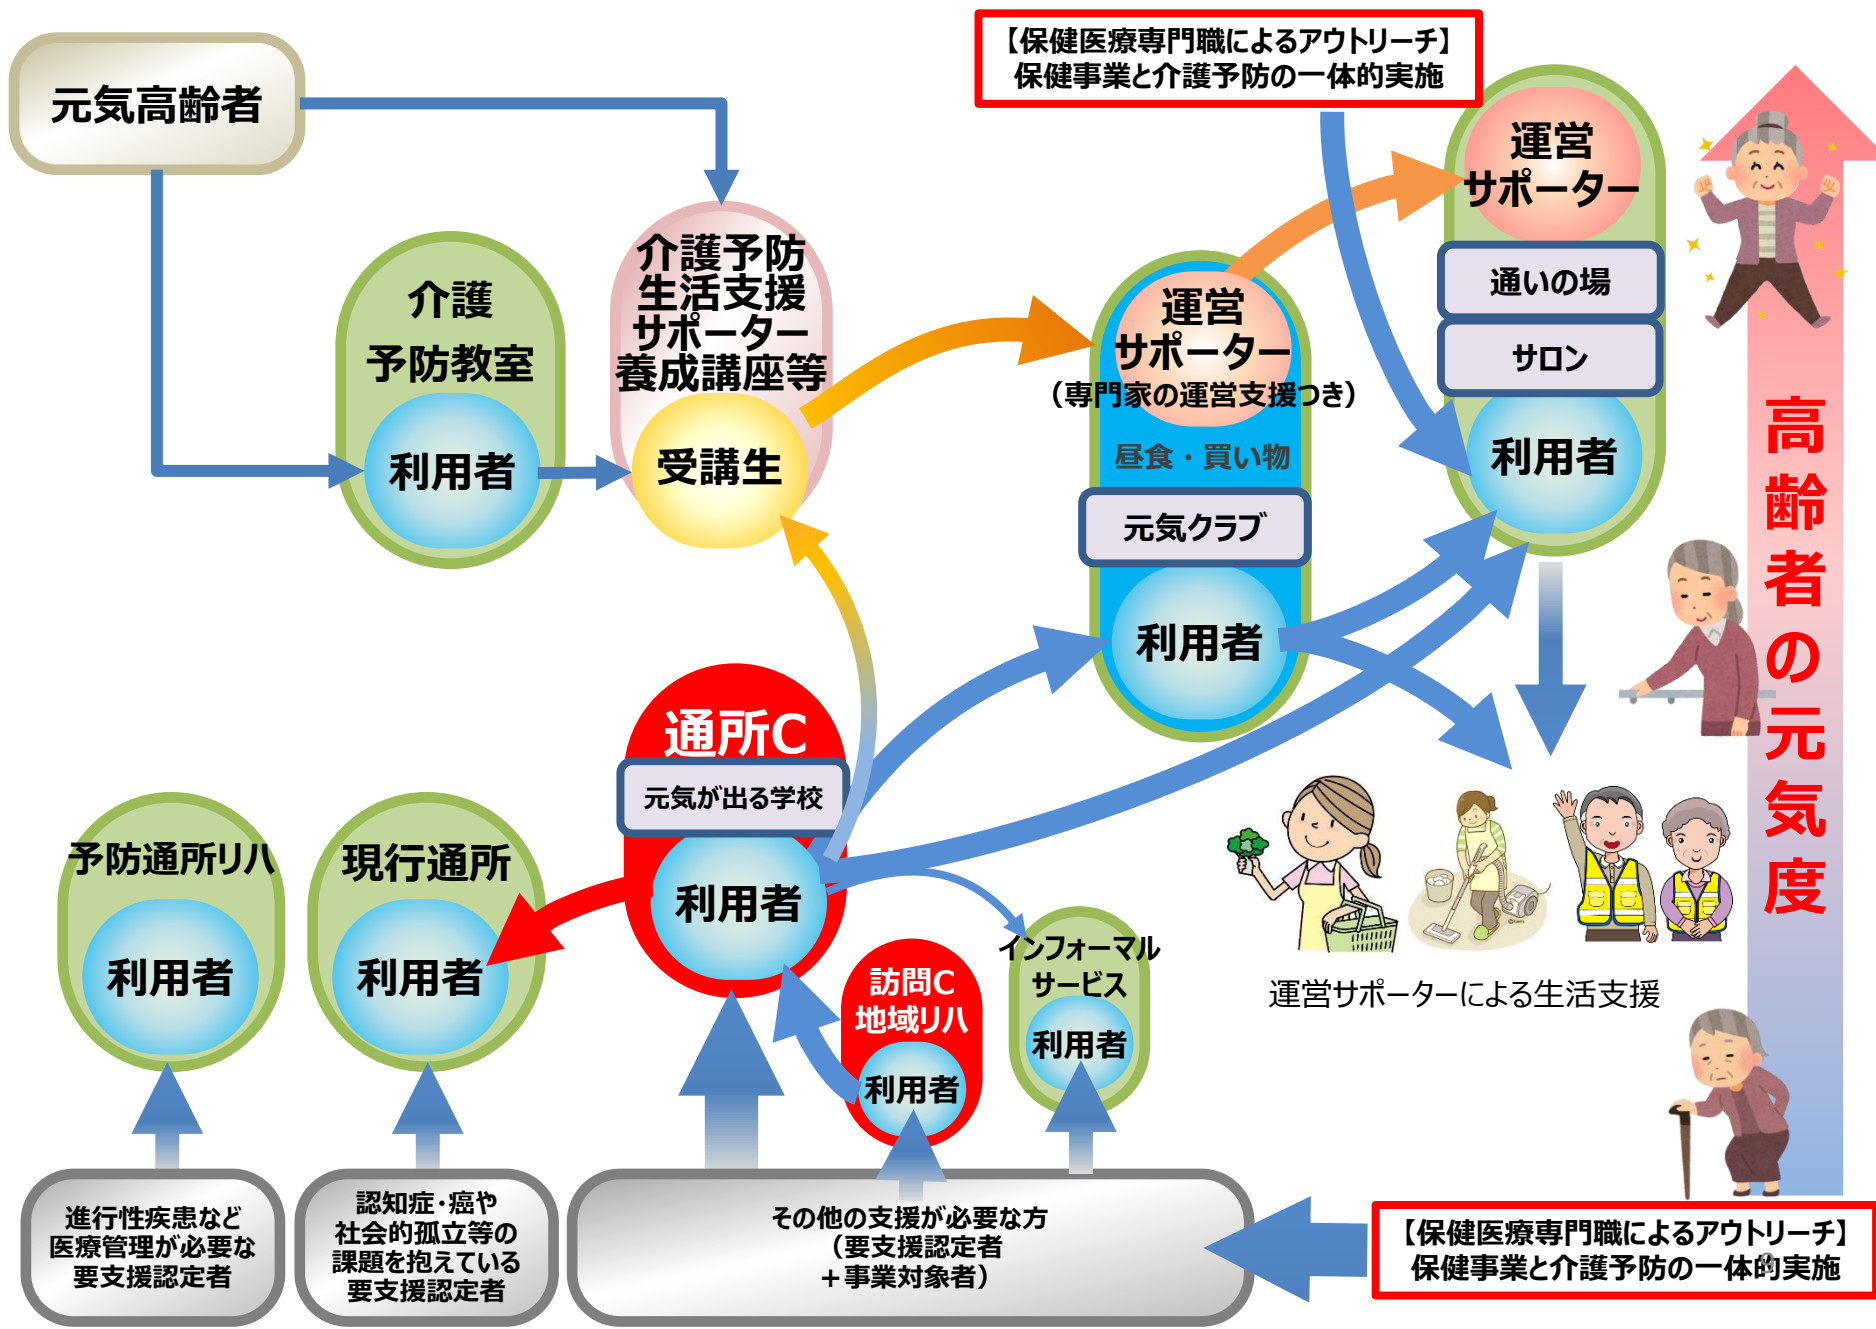 【保健医療専門職によるアウトリーチ】
保健事業と介護予防の一体的実施
元気高齢者
運営
サポーター
通いの場
サロン
利用者
介護
予防教室
利用者
介護予防
生活支援
サポーター
養成講座等
受講生
運営
サポーター
（専門家の運営支援つき）
昼食・買い物
元気クラブ
利用者
高齢者の元気度
通所C
元気が出る学校
利用者
予防通所リハ
利用者
現行通所
利用者
訪問C
地域リハ
利用者
インフォーマル
サービス
利用者
運営サポーターによる生活支援
進行性疾患など
医療管理が必要な
要支援認定者
認知症・癌や
社会的孤立等の
課題を抱えている
要支援認定者
その他の支援が必要な方
（要支援認定者
＋事業対象者）
【保健医療専門職によるアウトリーチ】
保健事業と介護予防の一体的実施
9